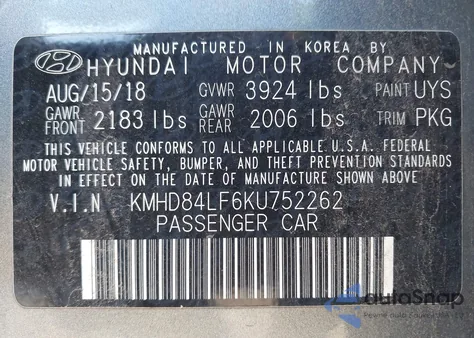 MANUFACTURED IN KOREA BY
HYUNDAI MOTOR COMPANY
AUG/15/18 GVWR 3924 lbs PAINT UYS
GAWR FRONT 2183 lbs GAWR REAR 2006 lbs TRIM PKG
THIS VEHICLE CONFORMS TO ALL APPLICABLE U.S.A. FEDERAL
MOTOR VEHICLE SAFETY, BUMPER, AND THEFT PREVENTION STANDARDS
IN EFFECT ON THE DATE OF MANUFACTURE SHOWN ABOVE.
V.I.N KMHD84LF6KU752262
PASSENGER CAR
autoSnap